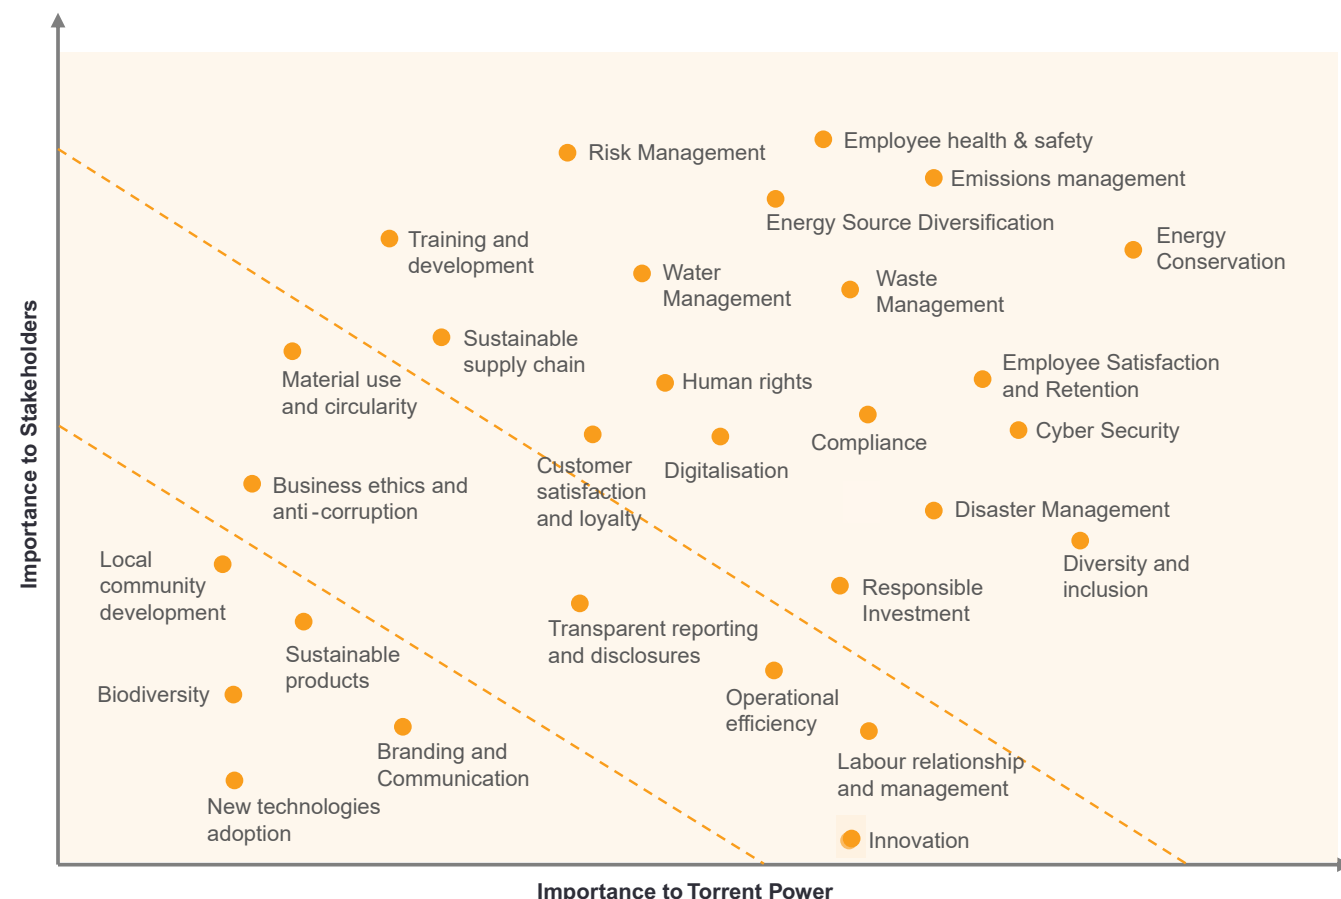 Employee health & safety
Risk Management
Emissions management
Energy Source Diversification
Training and
development
Energy
Conservation
Water
Management
Waste
Management
Sustainable
supply chain
Material use
and circularity
Human rights
Employee Satisfaction
and Retention
Cyber Security
Compliance
Digitalisation
Customer
satisfaction
and loyalty
Business ethics and
anti-corruption
Disaster Management
Diversity and
inclusion
Local
community
development
Responsible
Investment
Transparent reporting
and disclosures
Sustainable
products
Biodiversity
Operational
efficiency
Branding and
Communication
Labour relationship
and management
New technologies
adoption
Innovation
Importance to Stakeholders
Importance to Torrent Power